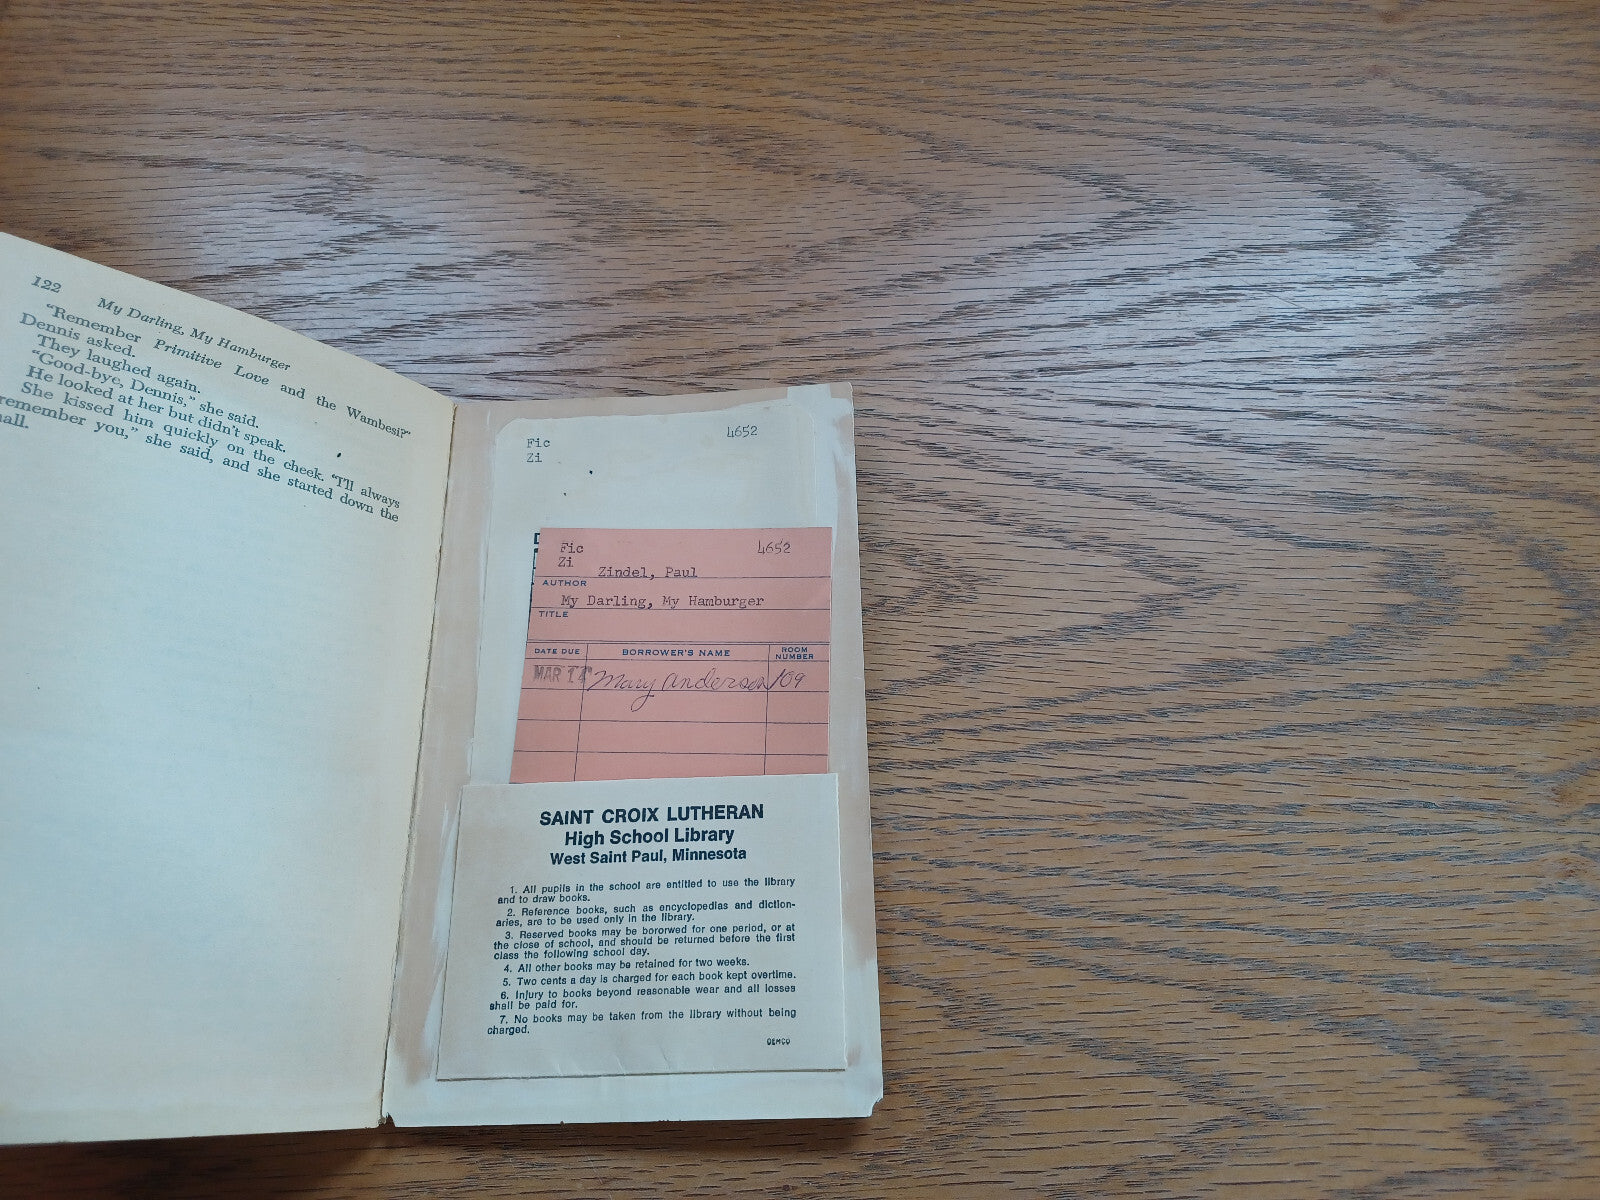 122 My Darling, My Hamburger
"Remember Primitive Love and the Wambesi?"
Dennis asked.
They laughed again.
"Good-bye, Dennis," she said.
He looked at her but didn't speak.
She kissed him quickly on the cheek. "I'll always
remember you," she said, and she started down the
hall.
Fic 4652
Zi
Fic 4652
Zi
Zindel, Paul
AUTHOR
My Darling, My Hamburger
TITLE
DATE DUE BORROWER'S NAME ROOM NUMBER
MAR 14 Mary Anderson 109
SAINT CROIX LUTHERAN
High School Library
West Saint Paul, Minnesota
1. All pupils in the school are entitled to use the library
and to draw books.
2. Reference books, such as encyclopedias and diction-
aries, are to be used only in the library.
3. Reserved books may be bororwed for one period, or at
the close of school, and should be returned before the first
class the following school day.
4. All other books may be retained for two weeks.
5. Two cents a day is charged for each book kept overtime.
6. Injury to books beyond reasonable wear and all losses
shall be paid for.
7. No books may be taken from the library without being
charged.
DEMCO